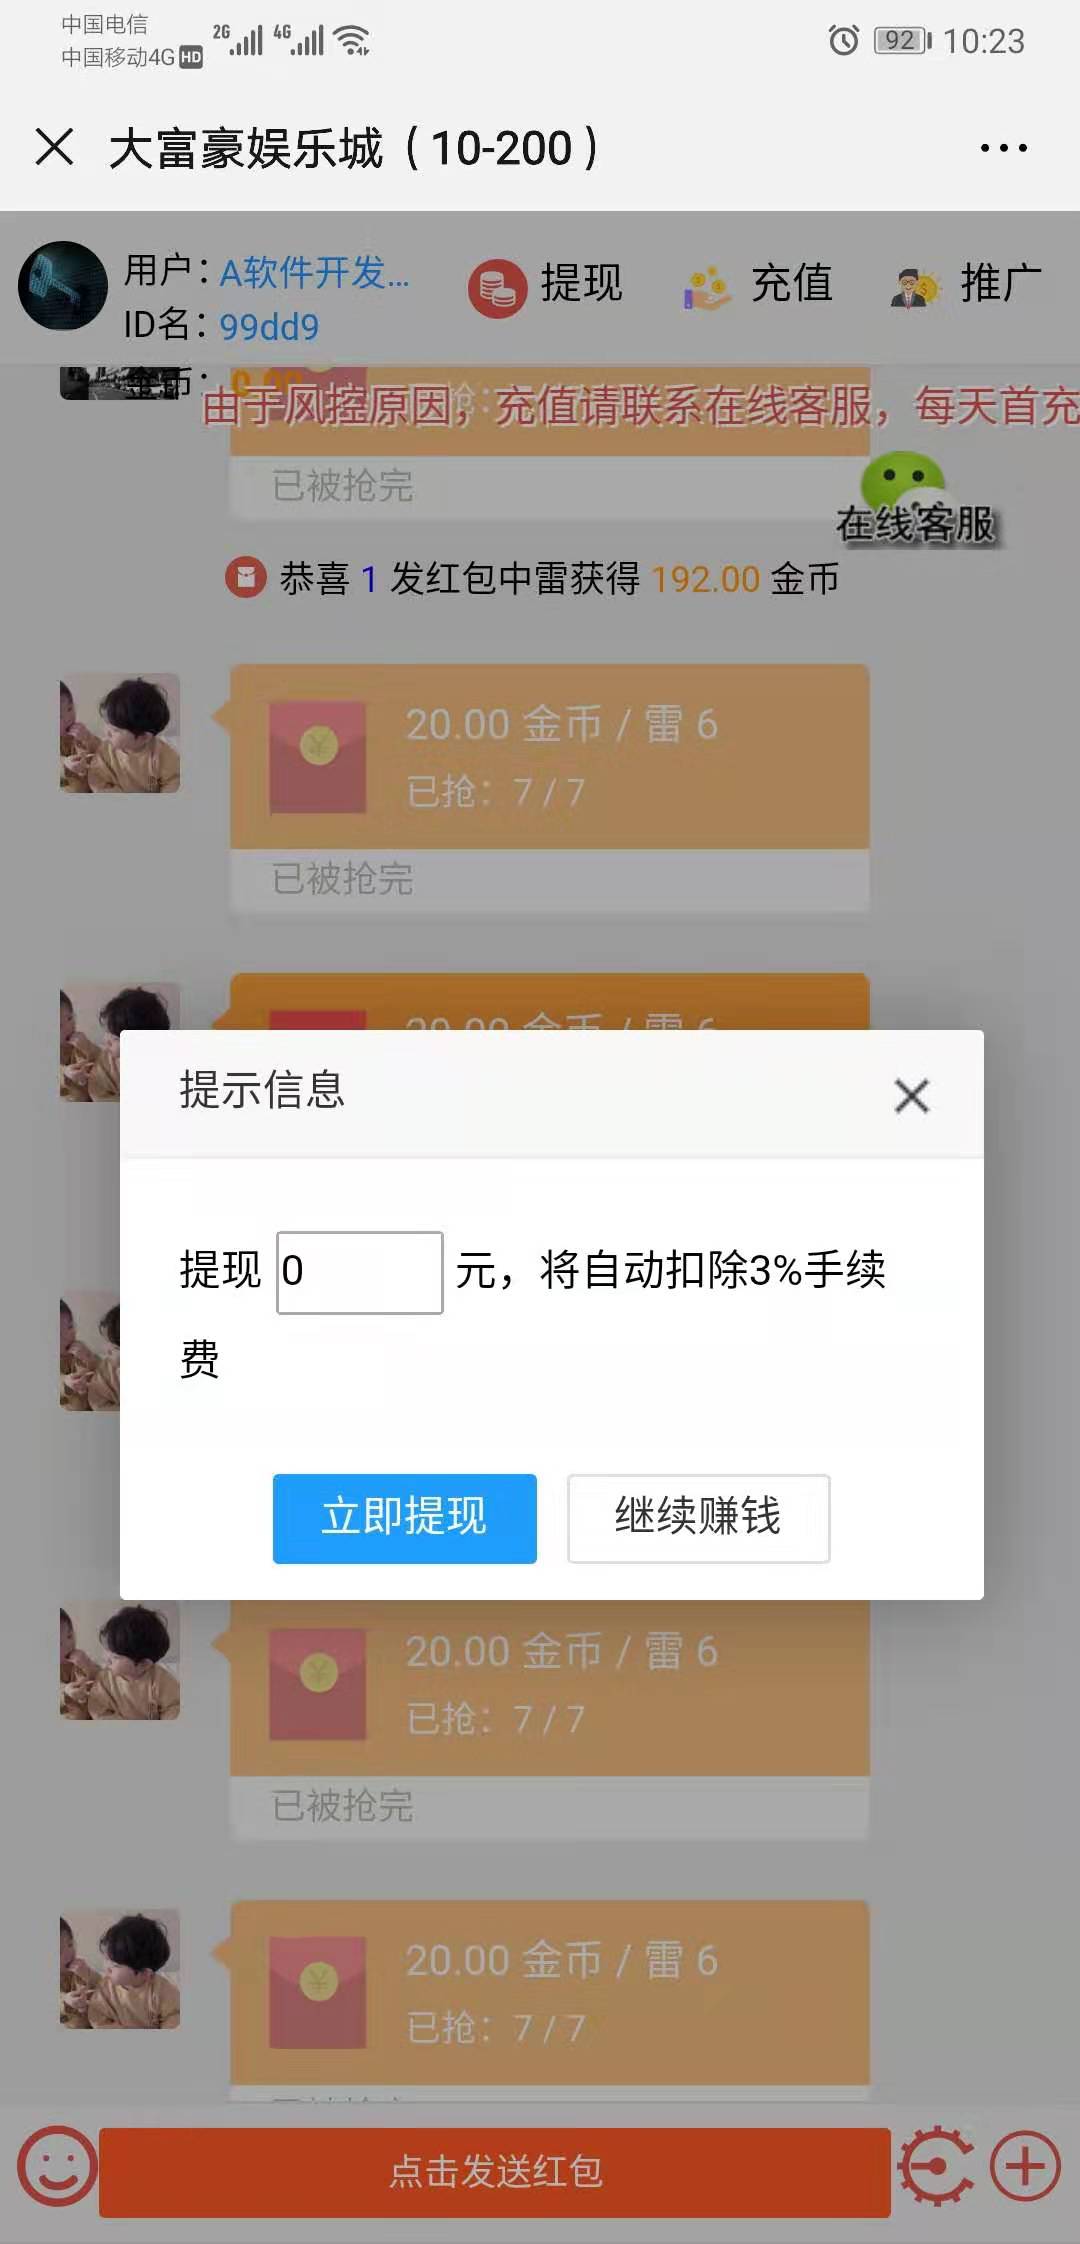 中国电信
中国移动4G HD
2G 4G
92 10:23
大富豪娱乐城（10-200）
用户：A软件开发...
ID名：99dd9
提现
充值
推广
金币：0.00
由于风控原因，充值请联系在线客服，每天首充
已被抢完
在线客服
恭喜 1 发红包中雷获得 192.00 金币
20.00 金币 / 雷 6
已抢：7 / 7
已被抢完
20.00 金币 / 雷 6
提示信息
提现 0 元，将自动扣除3%手续
费
立即提现
继续赚钱
20.00 金币 / 雷 6
已抢：7 / 7
已被抢完
20.00 金币 / 雷 6
已抢：7 / 7
点击发送红包